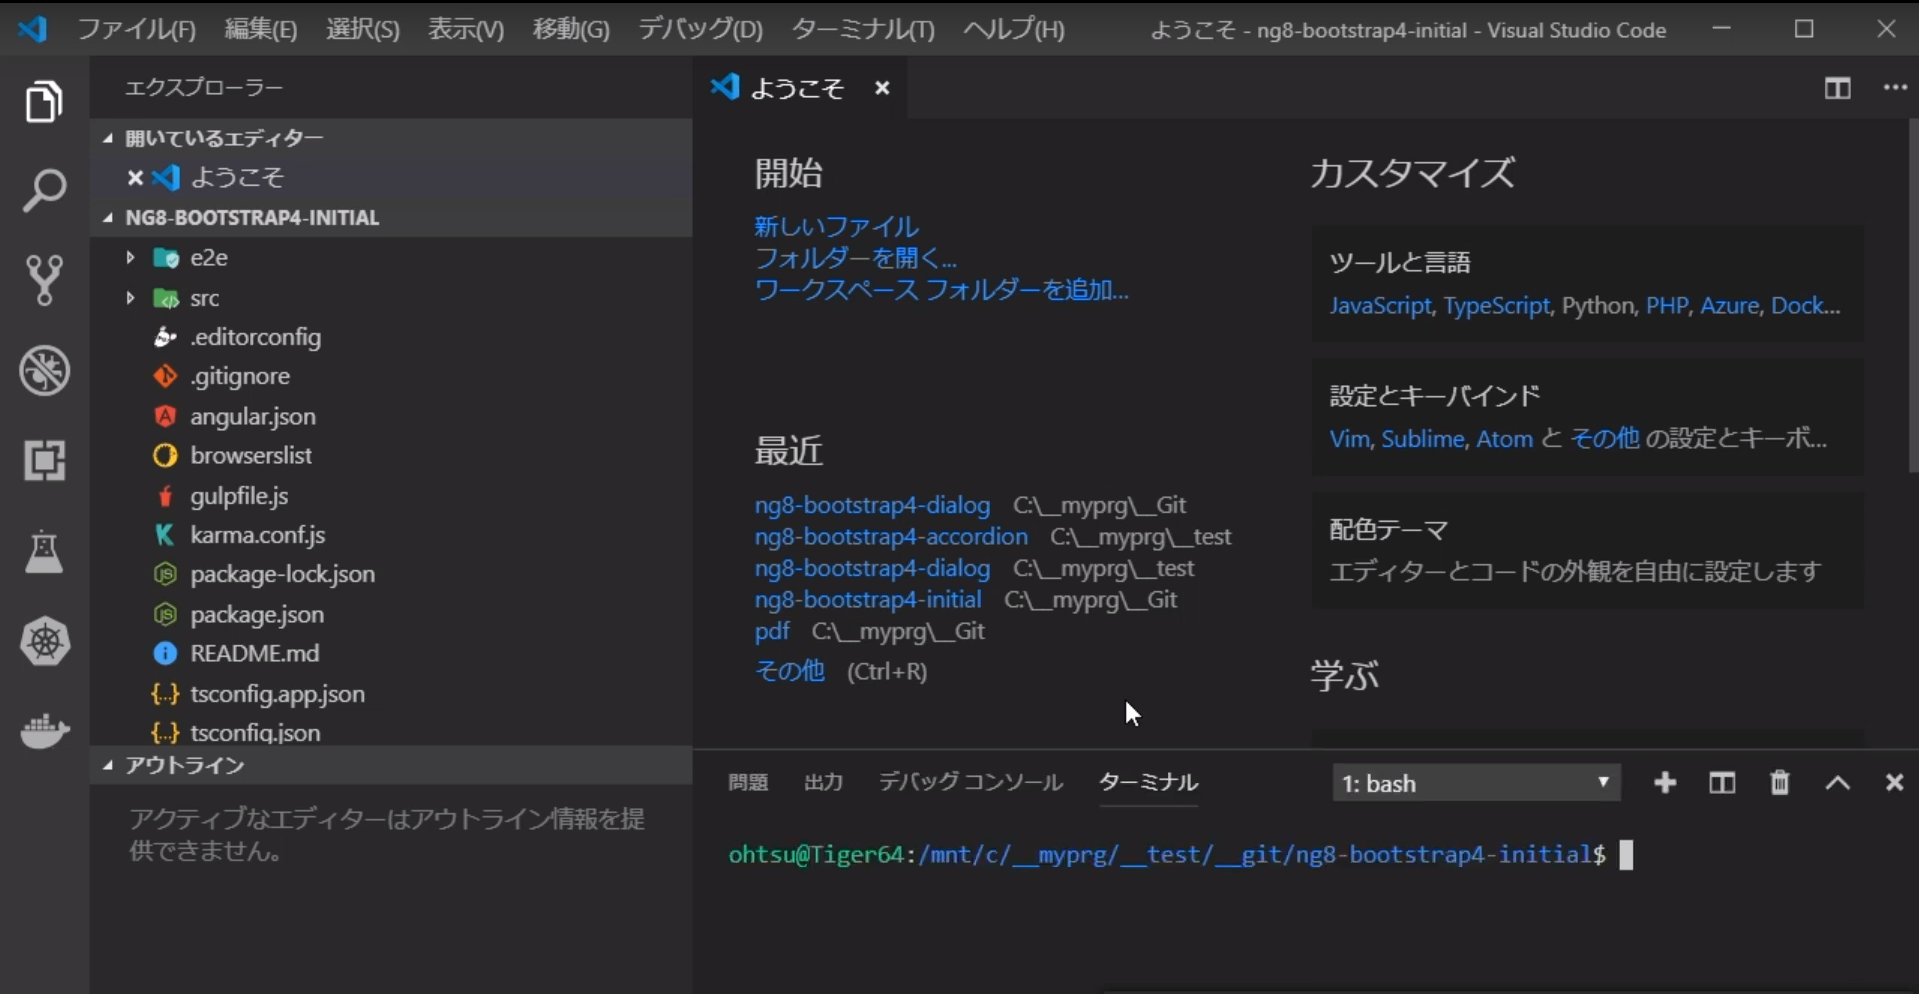 ファイル(F) 編集(E) 選択(S) 表示(V) 移動(G) デバッグ(D) ターミナル(T) ヘルプ(H) ようこそ - ng8-bootstrap4-initial - Visual Studio Code
エクスプローラー
開いているエディター
ようこそ
NG8-BOOTSTRAP4-INITIAL
e2e
src
.editorconfig
.gitignore
angular.json
browserslist
gulpfile.js
karma.conf.js
package-lock.json
package.json
README.md
tsconfig.app.json
tsconfig.json
アウトライン
アクティブなエディターはアウトライン情報を提
供できません。
ようこそ
開始
新しいファイル
フォルダーを開く...
ワークスペース フォルダーを追加...
最近
ng8-bootstrap4-dialog C:\__myprg\__Git
ng8-bootstrap4-accordion C:\__myprg\__test
ng8-bootstrap4-dialog C:\__myprg\__test
ng8-bootstrap4-initial C:\__myprg\__Git
pdf C:\__myprg\__Git
その他 (Ctrl+R)
カスタマイズ
ツールと言語
JavaScript, TypeScript, Python, PHP, Azure, Dock...
設定とキーバインド
Vim, Sublime, Atom と その他 の設定とキーボ...
配色テーマ
エディターとコードの外観を自由に設定します
学ぶ
問題 出力 デバッグ コンソール ターミナル 1: bash
ohtsu@Tiger64:/mnt/c/__myprg/__test/__git/ng8-bootstrap4-initial$